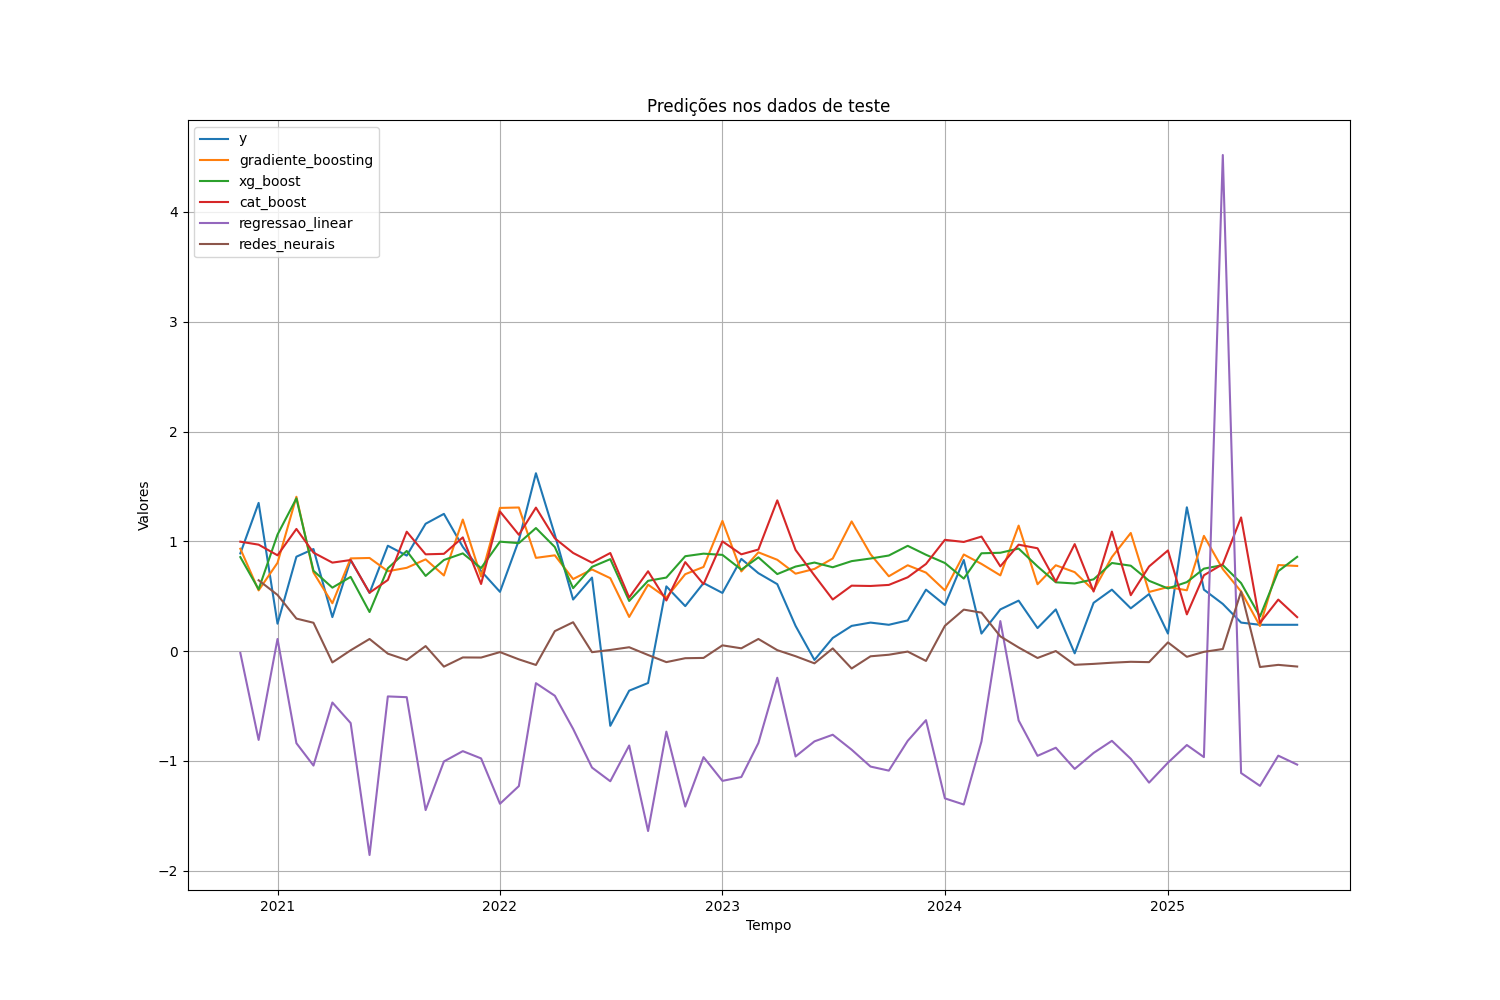 Predições nos dados de teste
y
gradiente_boosting
xg_boost
cat_boost
regressao_linear
redes_neurais
Valores
4
3
2
1
0
−1
−2
2021
2022
2023
2024
2025
Tempo